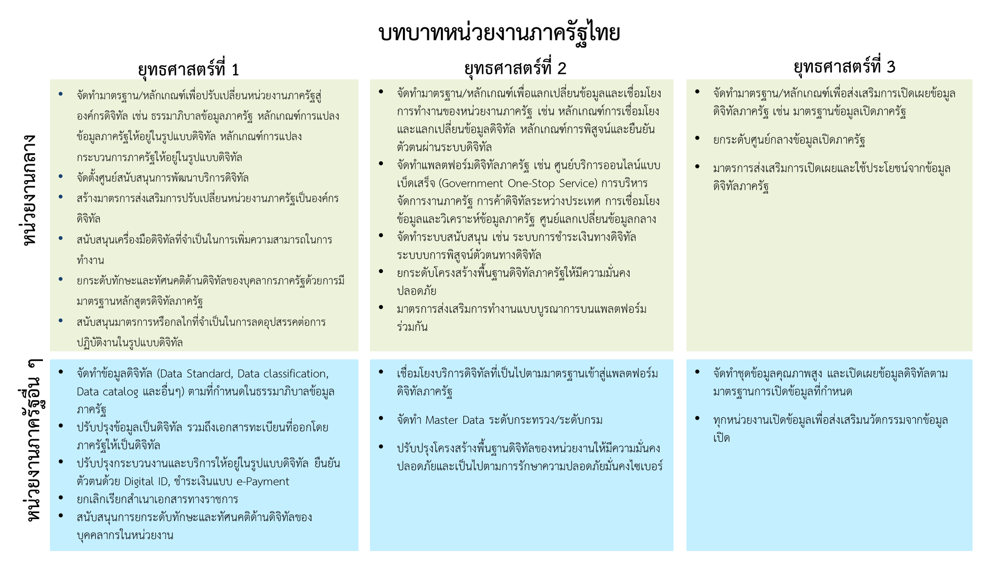 บทบาทหน่วยงานภาครัฐไทย
ยุทธศาสตร์ที่ 1
ยุทธศาสตร์ที่ 2
ยุทธศาสตร์ที่ 3
หน่วยงานกลาง
• จัดทำมาตรฐาน/หลักเกณฑ์เพื่อปรับเปลี่ยนหน่วยงานภาครัฐสู่
องค์กรดิจิทัล เช่น ธรรมาภิบาลข้อมูลภาครัฐ หลักเกณฑ์การแปลง
ข้อมูลภาครัฐให้อยู่ในรูปแบบดิจิทัล หลักเกณฑ์การแปลง
กระบวนการภาครัฐให้อยู่ในรูปแบบดิจิทัล
• จัดตั้งศูนย์สนับสนุนการพัฒนาบริการดิจิทัล
• สร้างมาตรการส่งเสริมการปรับเปลี่ยนหน่วยงานภาครัฐเป็นองค์กร
ดิจิทัล
• สนับสนุนเครื่องมือดิจิทัลที่จำเป็นในการเพิ่มความสามารถในการ
ทำงาน
• ยกระดับทักษะและทัศนคติด้านดิจิทัลของบุคลากรภาครัฐด้วยการมี
มาตรฐานหลักสูตรดิจิทัลภาครัฐ
• สนับสนุนมาตรการหรือกลไกที่จำเป็นในการลดอุปสรรคต่อการ
ปฏิบัติงานในรูปแบบดิจิทัล
• จัดทำมาตรฐาน/หลักเกณฑ์เพื่อแลกเปลี่ยนข้อมูลและเชื่อมโยง
การทำงานของหน่วยงานภาครัฐ เช่น หลักเกณฑ์การเชื่อมโยง
และแลกเปลี่ยนข้อมูลดิจิทัล หลักเกณฑ์การพิสูจน์และยืนยัน
ตัวตนผ่านระบบดิจิทัล
• จัดทำแพลตฟอร์มดิจิทัลภาครัฐ เช่น ศูนย์บริการออนไลน์แบบ
เบ็ดเสร็จ (Government One-Stop Service) การบริหาร
จัดการงานภาครัฐ การค้าดิจิทัลระหว่างประเทศ การเชื่อมโยง
ข้อมูลและวิเคราะห์ข้อมูลภาครัฐ ศูนย์แลกเปลี่ยนข้อมูลกลาง
• จัดทำระบบสนับสนุน เช่น ระบบการชำระเงินทางดิจิทัล
ระบบบการพิสูจน์ตัวตนทางดิจิทัล
• ยกระดับโครงสร้างพื้นฐานดิจิทัลภาครัฐให้มีความมั่นคง
ปลอดภัย
• มาตรการส่งเสริมการทำงานแบบบูรณาการบนแพลตฟอร์ม
ร่วมกัน
• จัดทำมาตรฐาน/หลักเกณฑ์เพื่อส่งเสริมการเปิดเผยข้อมูล
ดิจิทัลภาครัฐ เช่น มาตรฐานข้อมูลเปิดภาครัฐ
• ยกระดับศูนย์กลางข้อมูลเปิดภาครัฐ
• มาตรการส่งเสริมการเปิดเผยและใช้ประโยชน์จากข้อมูล
ดิจิทัลภาครัฐ
หน่วยงานภาครัฐอื่น ๆ
• จัดทำข้อมูลดิจิทัล (Data Standard, Data classification,
Data catalog และอื่นๆ) ตามที่กำหนดในธรรมาภิบาลข้อมูล
ภาครัฐ
• ปรับปรุงข้อมูลเป็นดิจิทัล รวมถึงเอกสารทะเบียนที่ออกโดย
ภาครัฐให้เป็นดิจิทัล
• ปรับปรุงกระบวนงานและบริการให้อยู่ในรูปแบบดิจิทัล ยืนยัน
ตัวตนด้วย Digital ID, ชำระเงินแบบ e-Payment
• ยกเลิกเรียกสำเนาเอกสารทางราชการ
• สนับสนุนการยกระดับทักษะและทัศนคติด้านดิจิทัลของ
บุคคลากรในหน่วยงาน
• เชื่อมโยงบริการดิจิทัลที่เป็นไปตามมาตรฐานเข้าสู่แพลตฟอร์ม
ดิจิทัลภาครัฐ
• จัดทำ Master Data ระดับกระทรวง/ระดับกรม
• ปรับปรุงโครงสร้างพื้นฐานดิจิทัลของหน่วยงานให้มีความมั่นคง
ปลอดภัยและเป็นไปตามการรักษาความปลอดภัยมั่นคงไซเบอร์
• จัดทำชุดข้อมูลคุณภาพสูง และเปิดเผยข้อมูลดิจิทัลตาม
มาตรฐานการเปิดข้อมูลที่กำหนด
• ทุกหน่วยงานเปิดข้อมูลเพื่อส่งเสริมนวัตกรรมจากข้อมูล
เปิด